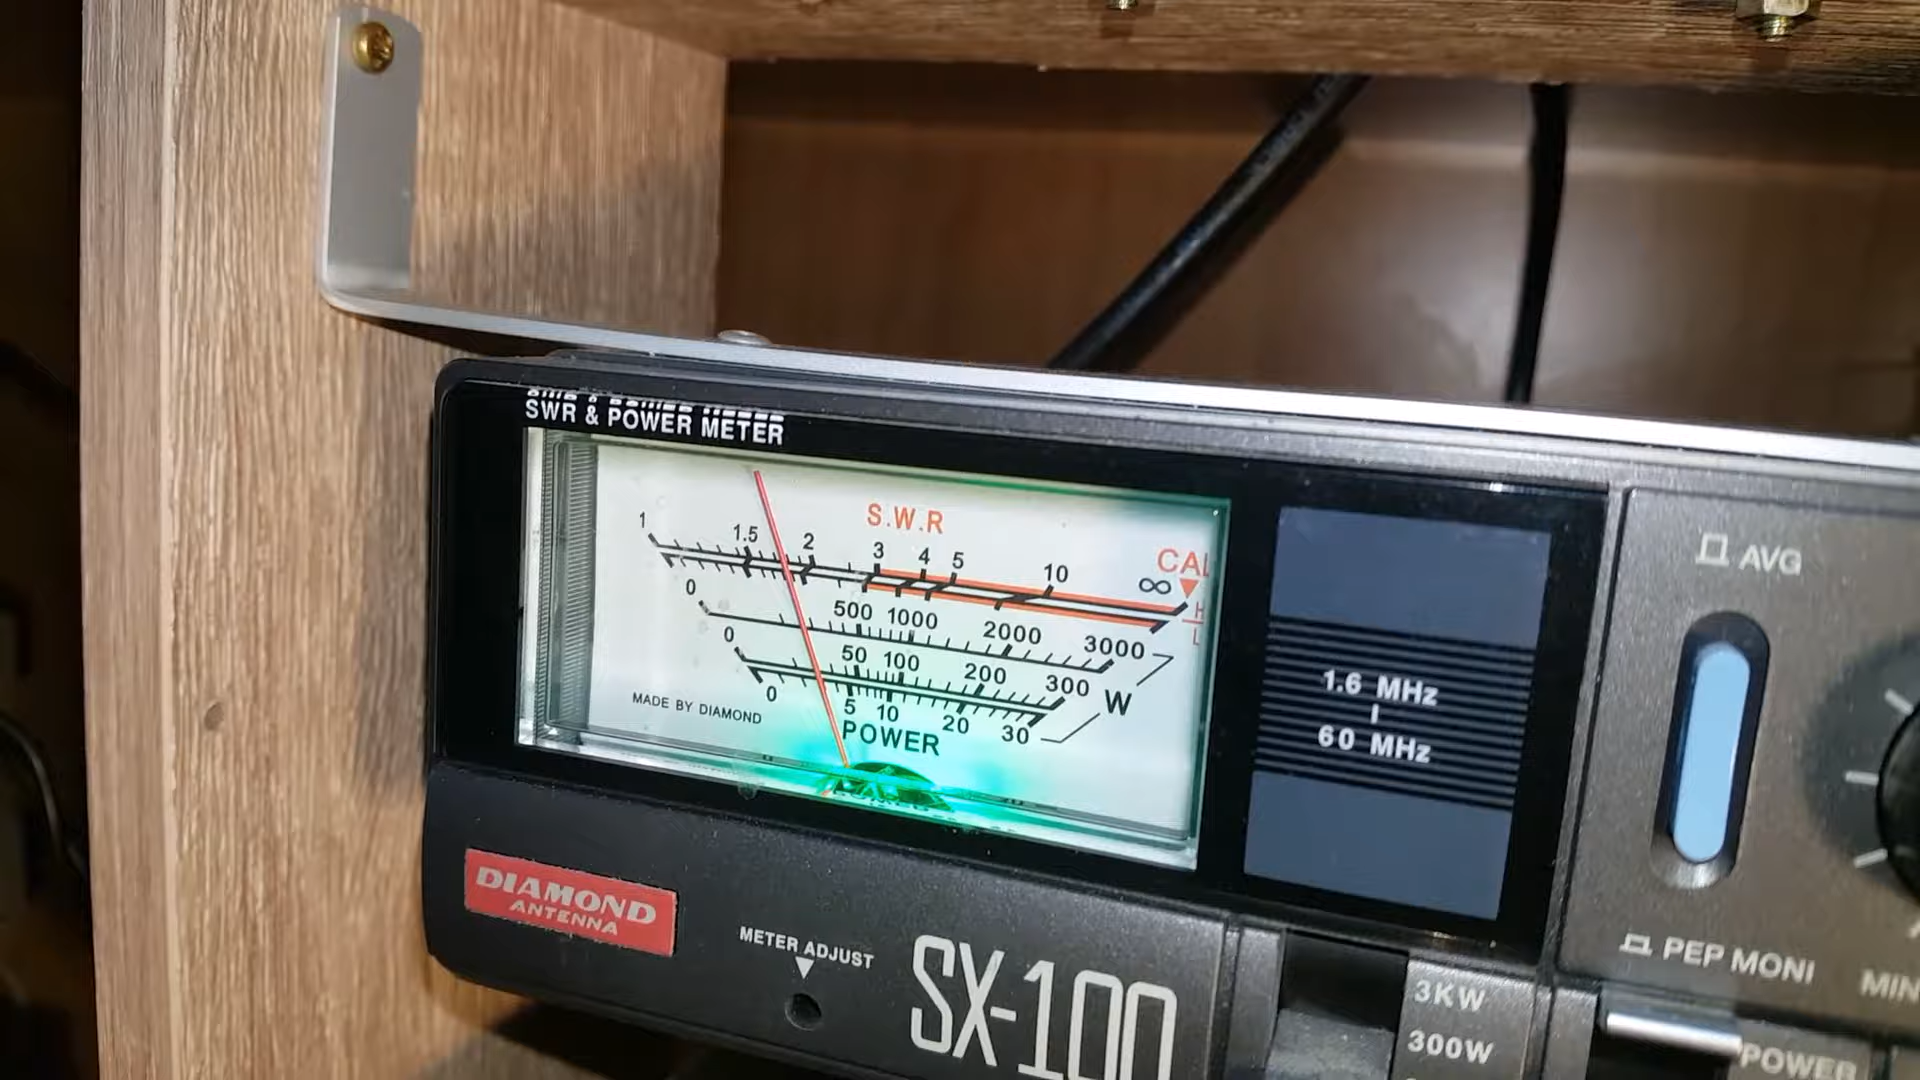 SWR & POWER METER
S.W.R
1 1.5 2 3 4 5 10 ∞ CAL
H
L
0 500 1000 2000 3000
0 50 100 200 300 W
0 5 10 20 30
MADE BY DIAMOND
POWER
1.6 MHz
60 MHz
AVG
PEP MONI
MIN
DIAMOND
ANTENNA
METER ADJUST
SX-100
3KW
300W
POWER